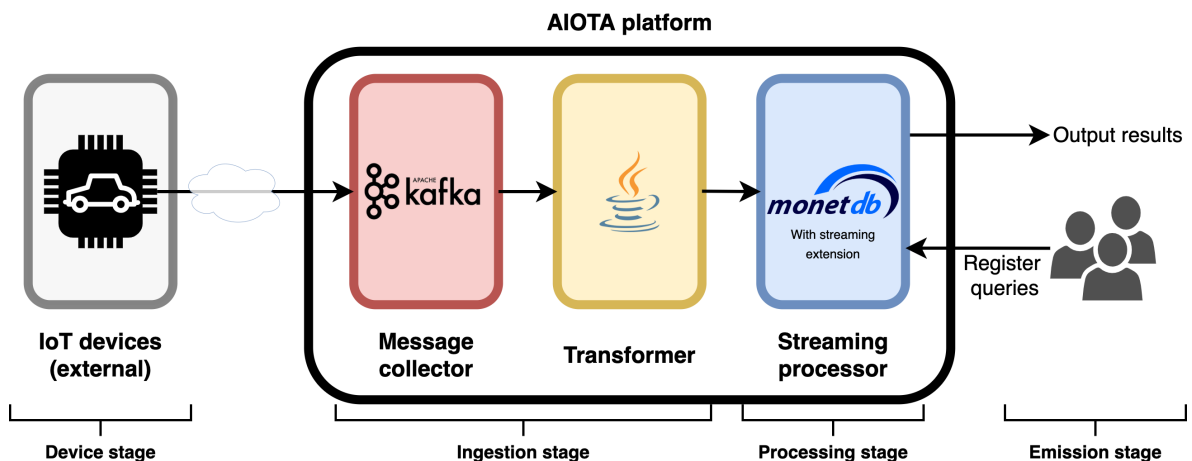 AIOTA platform
APACHE
kafka
monetdb
With streaming
extension
Output results
Register
queries
IoT devices
(external)
Message
collector
Transformer
Streaming
processor
Device stage
Ingestion stage
Processing stage
Emission stage